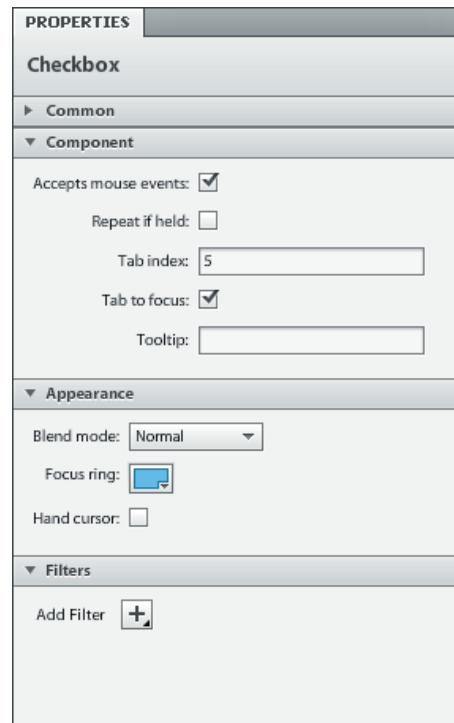 PROPERTIES
Checkbox
Common
Component
Accepts mouse events:
Repeat if held:
Tab index: 5
Tab to focus:
Tooltip:
Appearance
Blend mode: Normal
Focus ring:
Hand cursor:
Filters
Add Filter